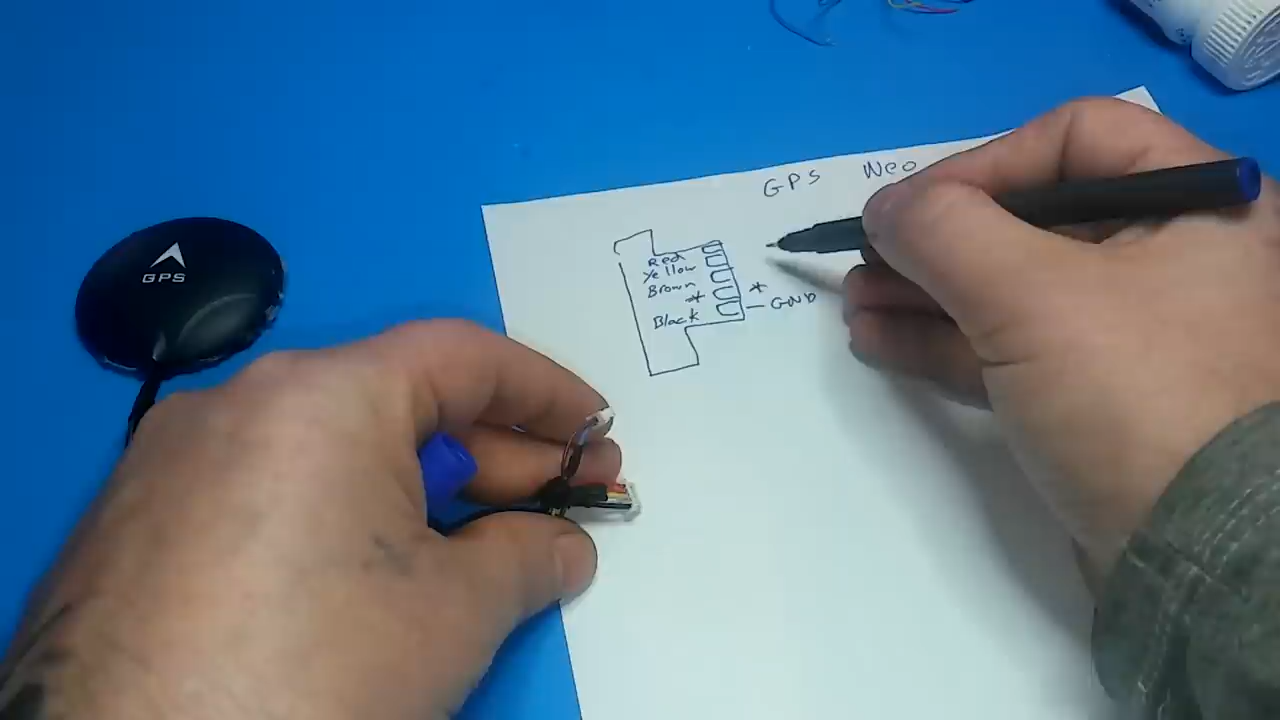 GPS Neo
Red
Yellow
Brown
* *
Black - GND
GPS